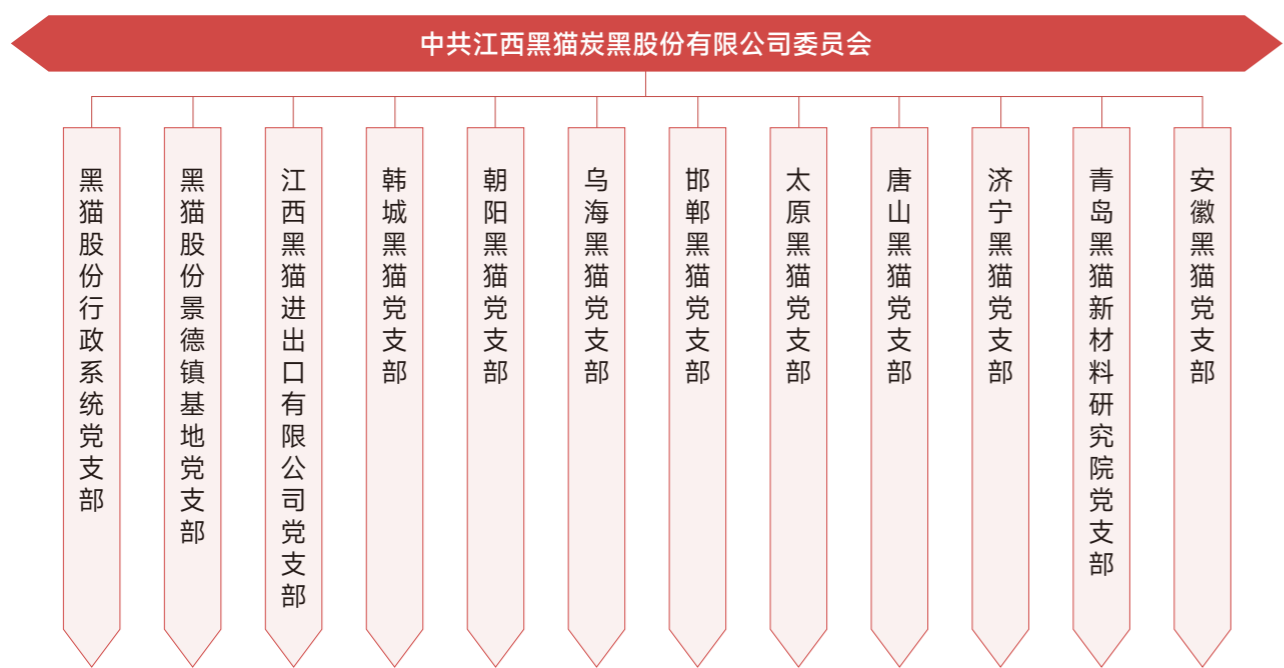 中共江西黑猫炭黑股份有限公司委员会
黑猫股份行政系统党支部
黑猫股份景德镇基地党支部
江西黑猫进出口有限公司党支部
韩城黑猫党支部
朝阳黑猫党支部
乌海黑猫党支部
邯郸黑猫党支部
太原黑猫党支部
唐山黑猫党支部
济宁黑猫党支部
青岛黑猫新材料研究院党支部
安徽黑猫党支部